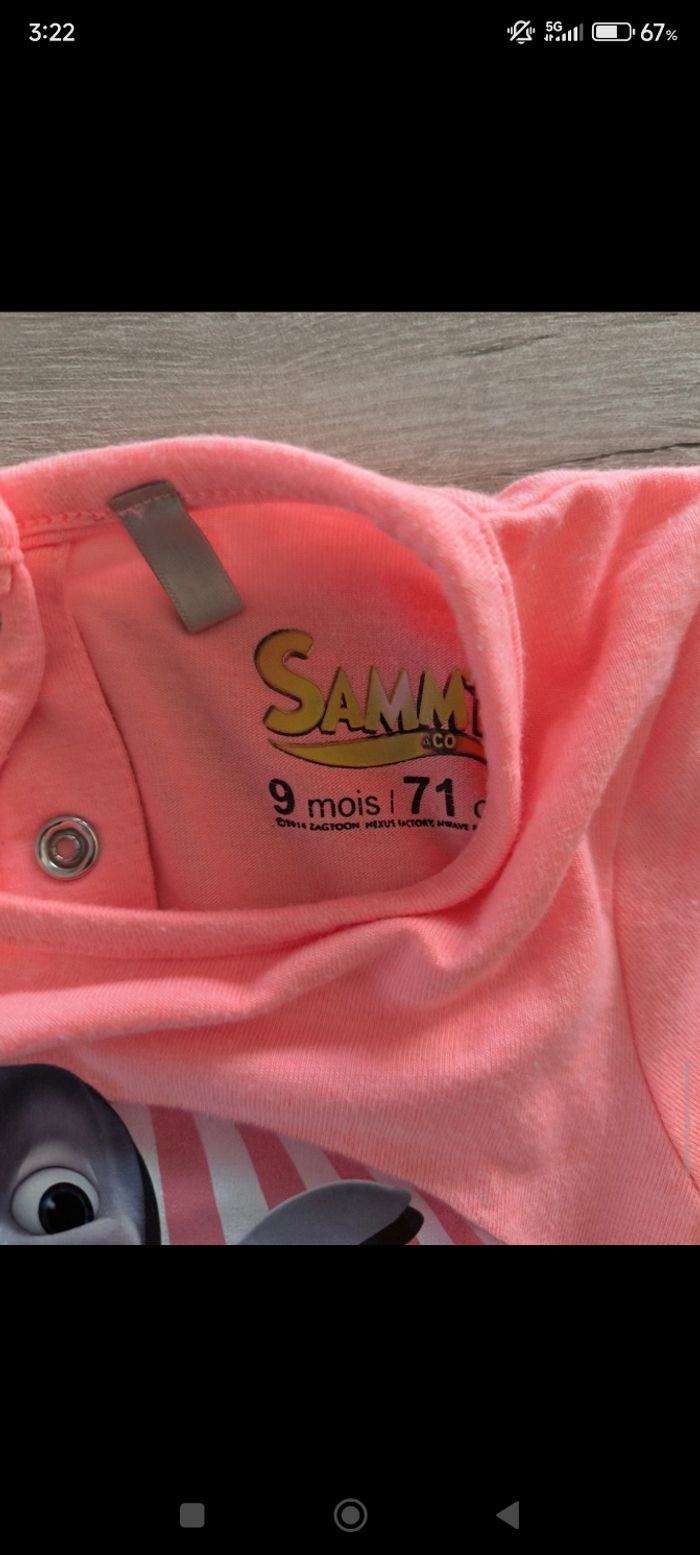 3:22
5G
67%
SAMM
&CO
9 mois | 71
©2014 ZAGTOON NEXUS FACTORY, NWAVE